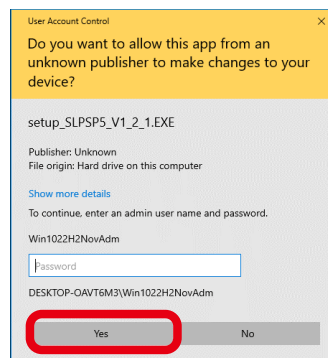 User Account Control
Do you want to allow this app from an
unknown publisher to make changes to your
device?
setup_SLPSP5_V1_2_1.EXE
Publisher: Unknown
File origin: Hard drive on this computer
Show more details
To continue, enter an admin user name and password.
Win1022H2NovAdm
Password
DESKTOP-OAVT6M3\Win1022H2NovAdm
Yes No